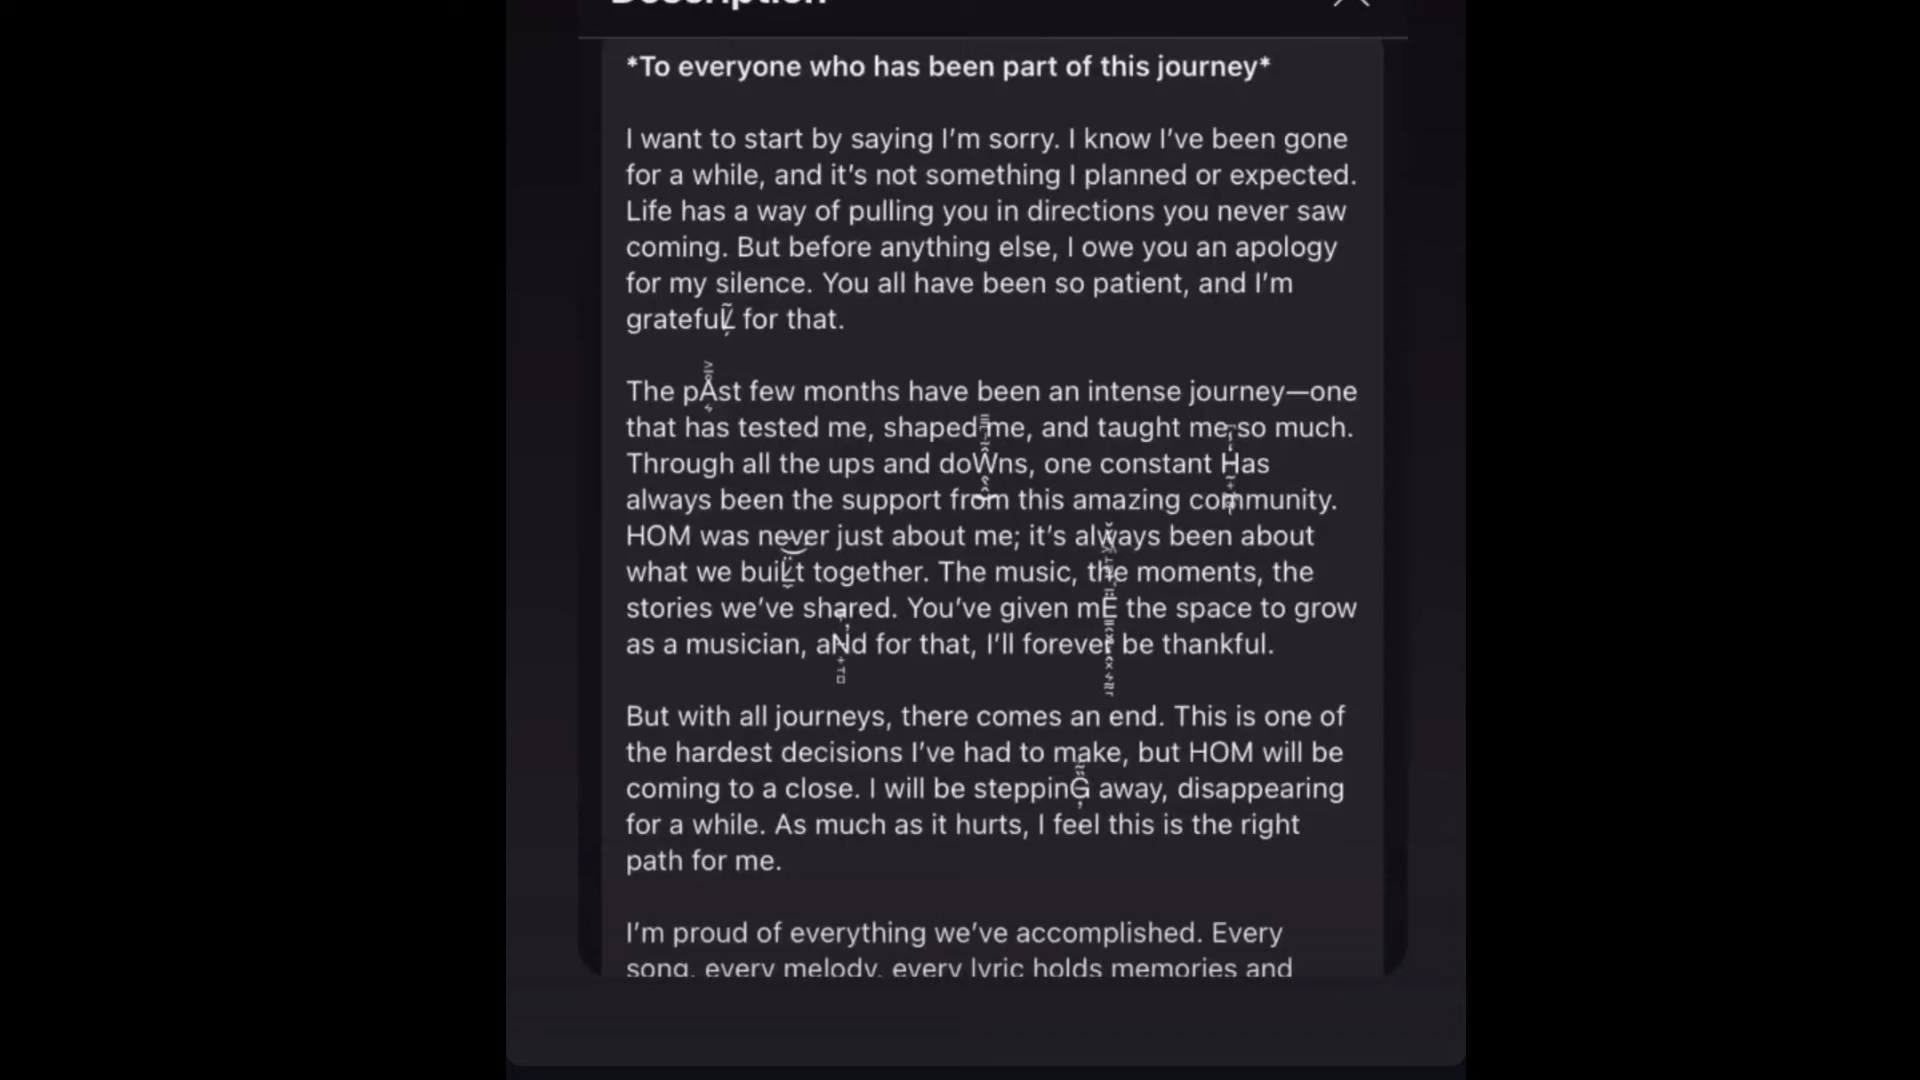 Description
*To everyone who has been part of this journey*
I want to start by saying I’m sorry. I know I’ve been gone
for a while, and it’s not something I planned or expected.
Life has a way of pulling you in directions you never saw
coming. But before anything else, I owe you an apology
for my silence. You all have been so patient, and I’m
gratefuL for that.
The pAst few months have been an intense journey—one
that has tested me, shaped me, and taught me so much.
Through all the ups and doWns, one constant Has
always been the support from this amazing community.
HOM was never just about me; it’s always been about
what we buiLt together. The music, the moments, the
stories we’ve shared. You’ve given mE the space to grow
as a musician, aNd for that, I’ll forever be thankful.
But with all journeys, there comes an end. This is one of
the hardest decisions I’ve had to make, but HOM will be
coming to a close. I will be steppinG away, disappearing
for a while. As much as it hurts, I feel this is the right
path for me.
I’m proud of everything we’ve accomplished. Every
song, every melody, every lyric holds memories and